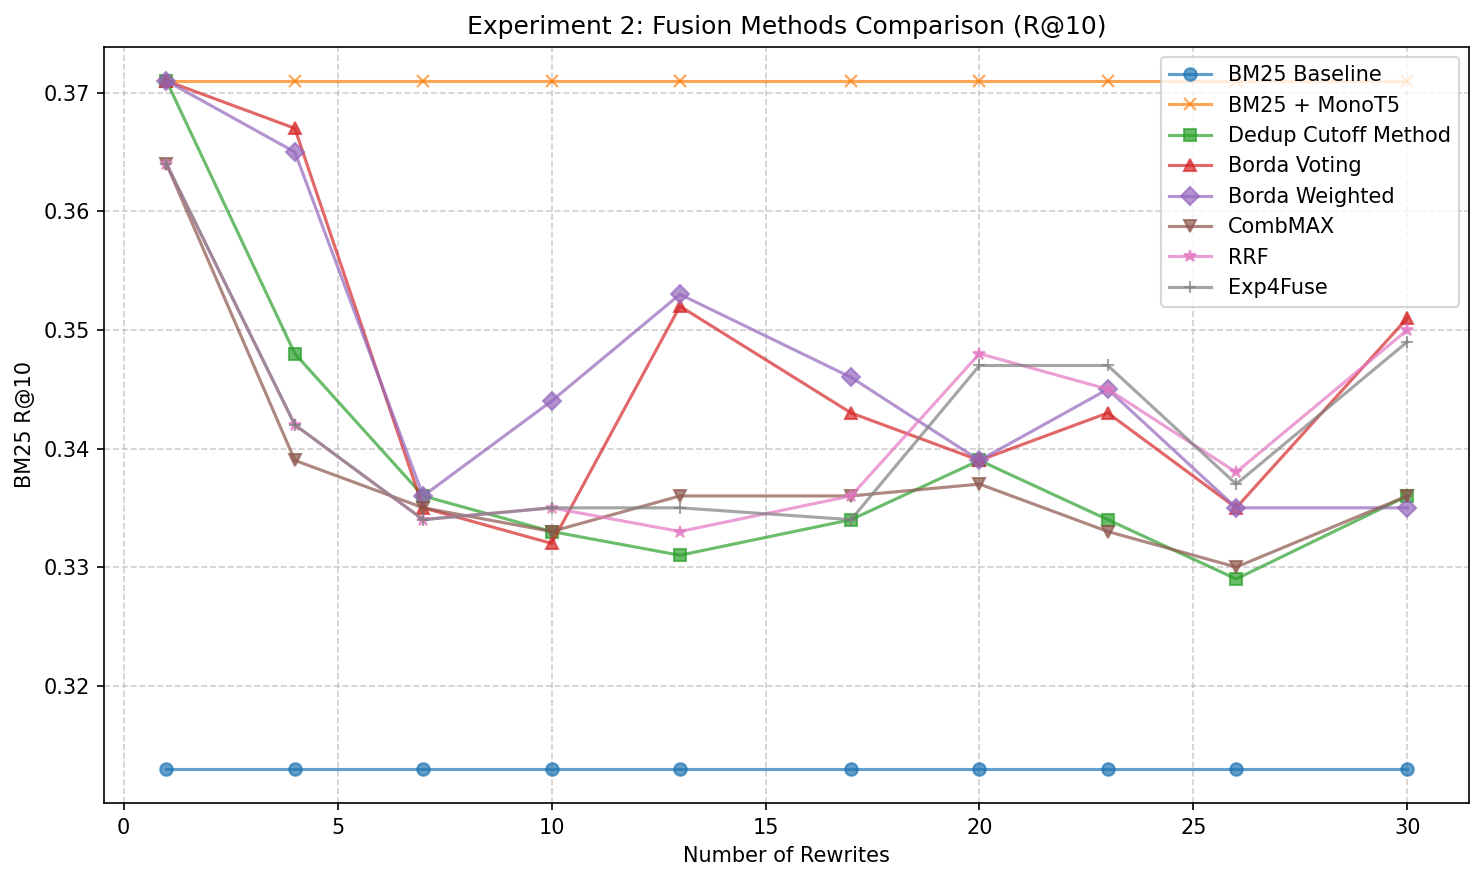 Experiment 2: Fusion Methods Comparison (R@10)
BM25 Baseline
BM25 + MonoT5
Dedup Cutoff Method
Borda Voting
Borda Weighted
CombMAX
RRF
Exp4Fuse
0.37
0.36
0.35
0.34
0.33
0.32
BM25 R@10
0 5 10 15 20 25 30
Number of Rewrites